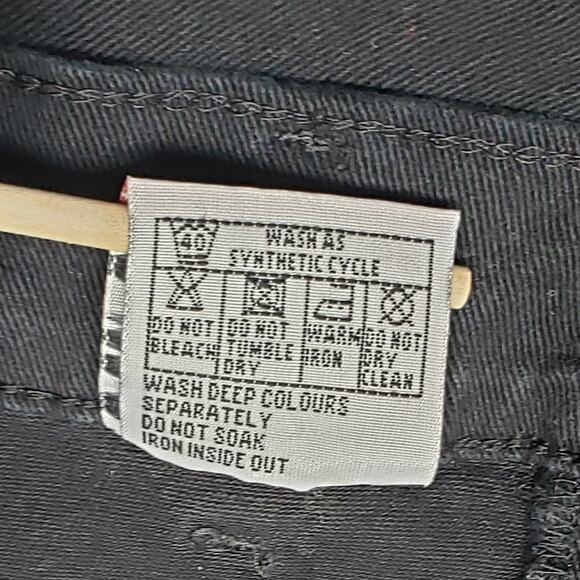 40 WASH AS
SYNTHETIC CYCLE
DO NOT
BLEACH
DO NOT
TUMBLE
DRY
WARM
IRON
DO NOT
DRY
CLEAN
WASH DEEP COLOURS
SEPARATELY
DO NOT SOAK
IRON INSIDE OUT